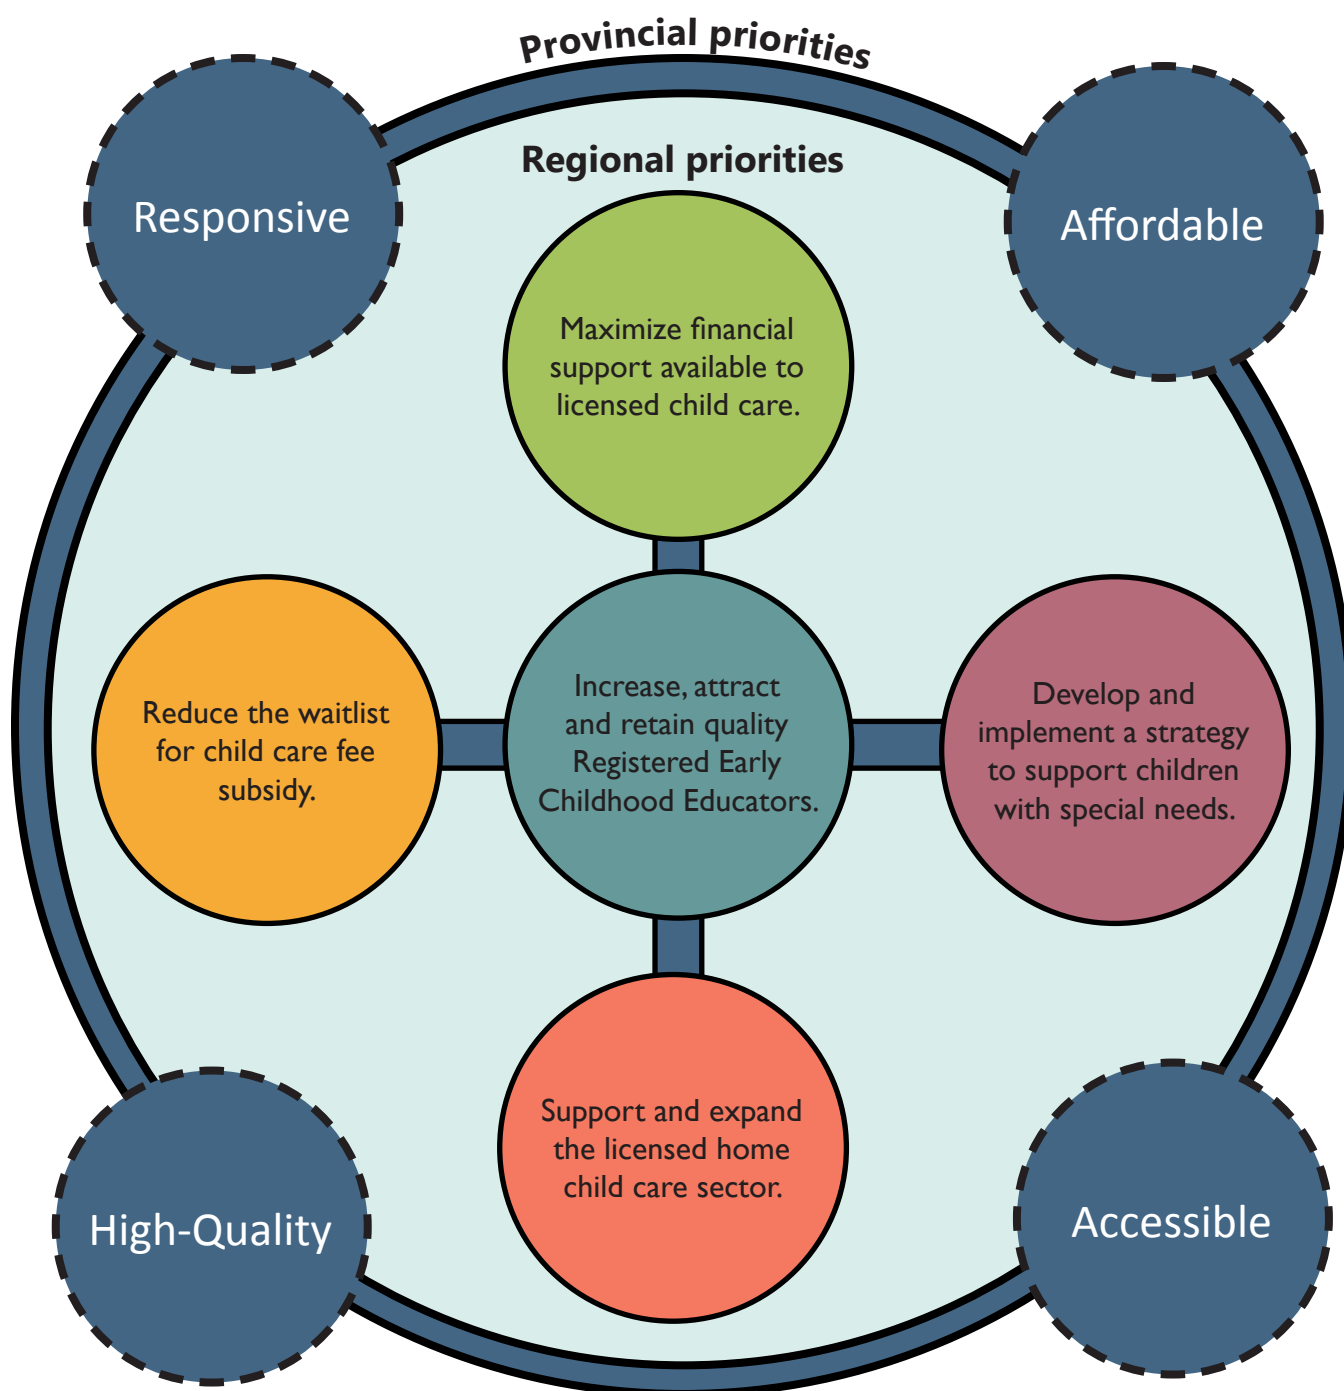 Provincial priorities
Responsive
Affordable
Regional priorities
Maximize financial
support available to
licensed child care.
Reduce the waitlist
for child care fee
subsidy.
Increase, attract
and retain quality
Registered Early
Childhood Educators.
Develop and
implement a strategy
to support children
with special needs.
Support and expand
the licensed home
child care sector.
High-Quality
Accessible